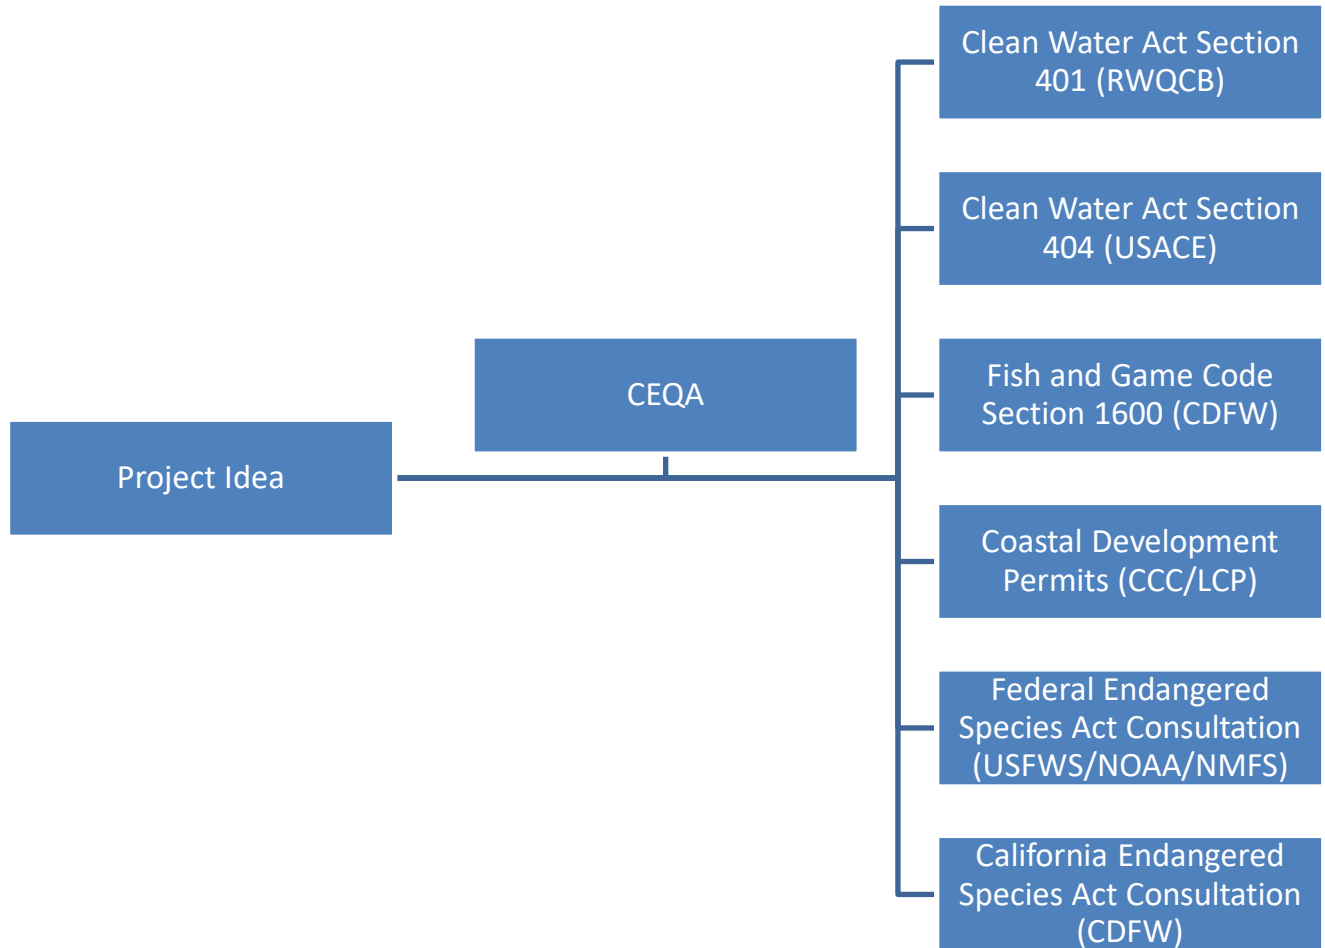 Project Idea
CEQA
Clean Water Act Section
401 (RWQCB)
Clean Water Act Section
404 (USACE)
Fish and Game Code
Section 1600 (CDFW)
Coastal Development
Permits (CCC/LCP)
Federal Endangered
Species Act Consultation
(USFWS/NOAA/NMFS)
California Endangered
Species Act Consultation
(CDFW)